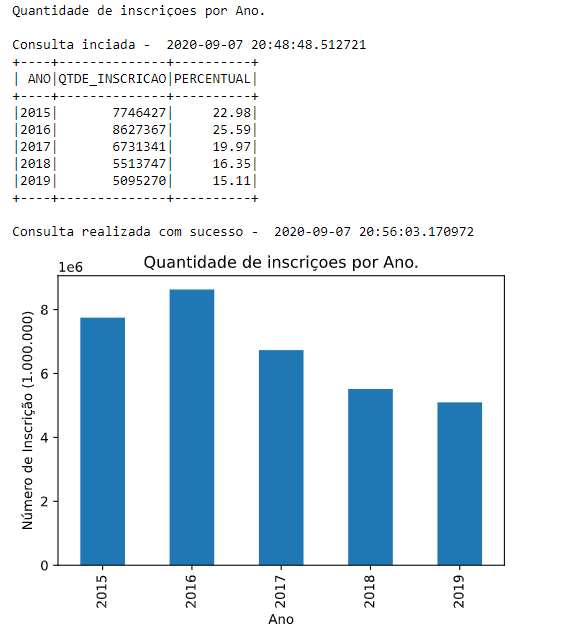 Quantidade de inscriçoes por Ano.
Consulta inciada -  2020-09-07 20:48:48.512721
+----+--------------+----------+
| ANO|QTDE_INSCRICAO|PERCENTUAL|
+----+--------------+----------+
|2015|       7746427|     22.98|
|2016|       8627367|     25.59|
|2017|       6731341|     19.97|
|2018|       5513747|     16.35|
|2019|       5095270|     15.11|
+----+--------------+----------+
Consulta realizada com sucesso -  2020-09-07 20:56:03.170972
Quantidade de inscriçoes por Ano.
1e6
8
6
4
2
0
Número de Inscrição (1.000.000)
2015 2016 2017 2018 2019
Ano